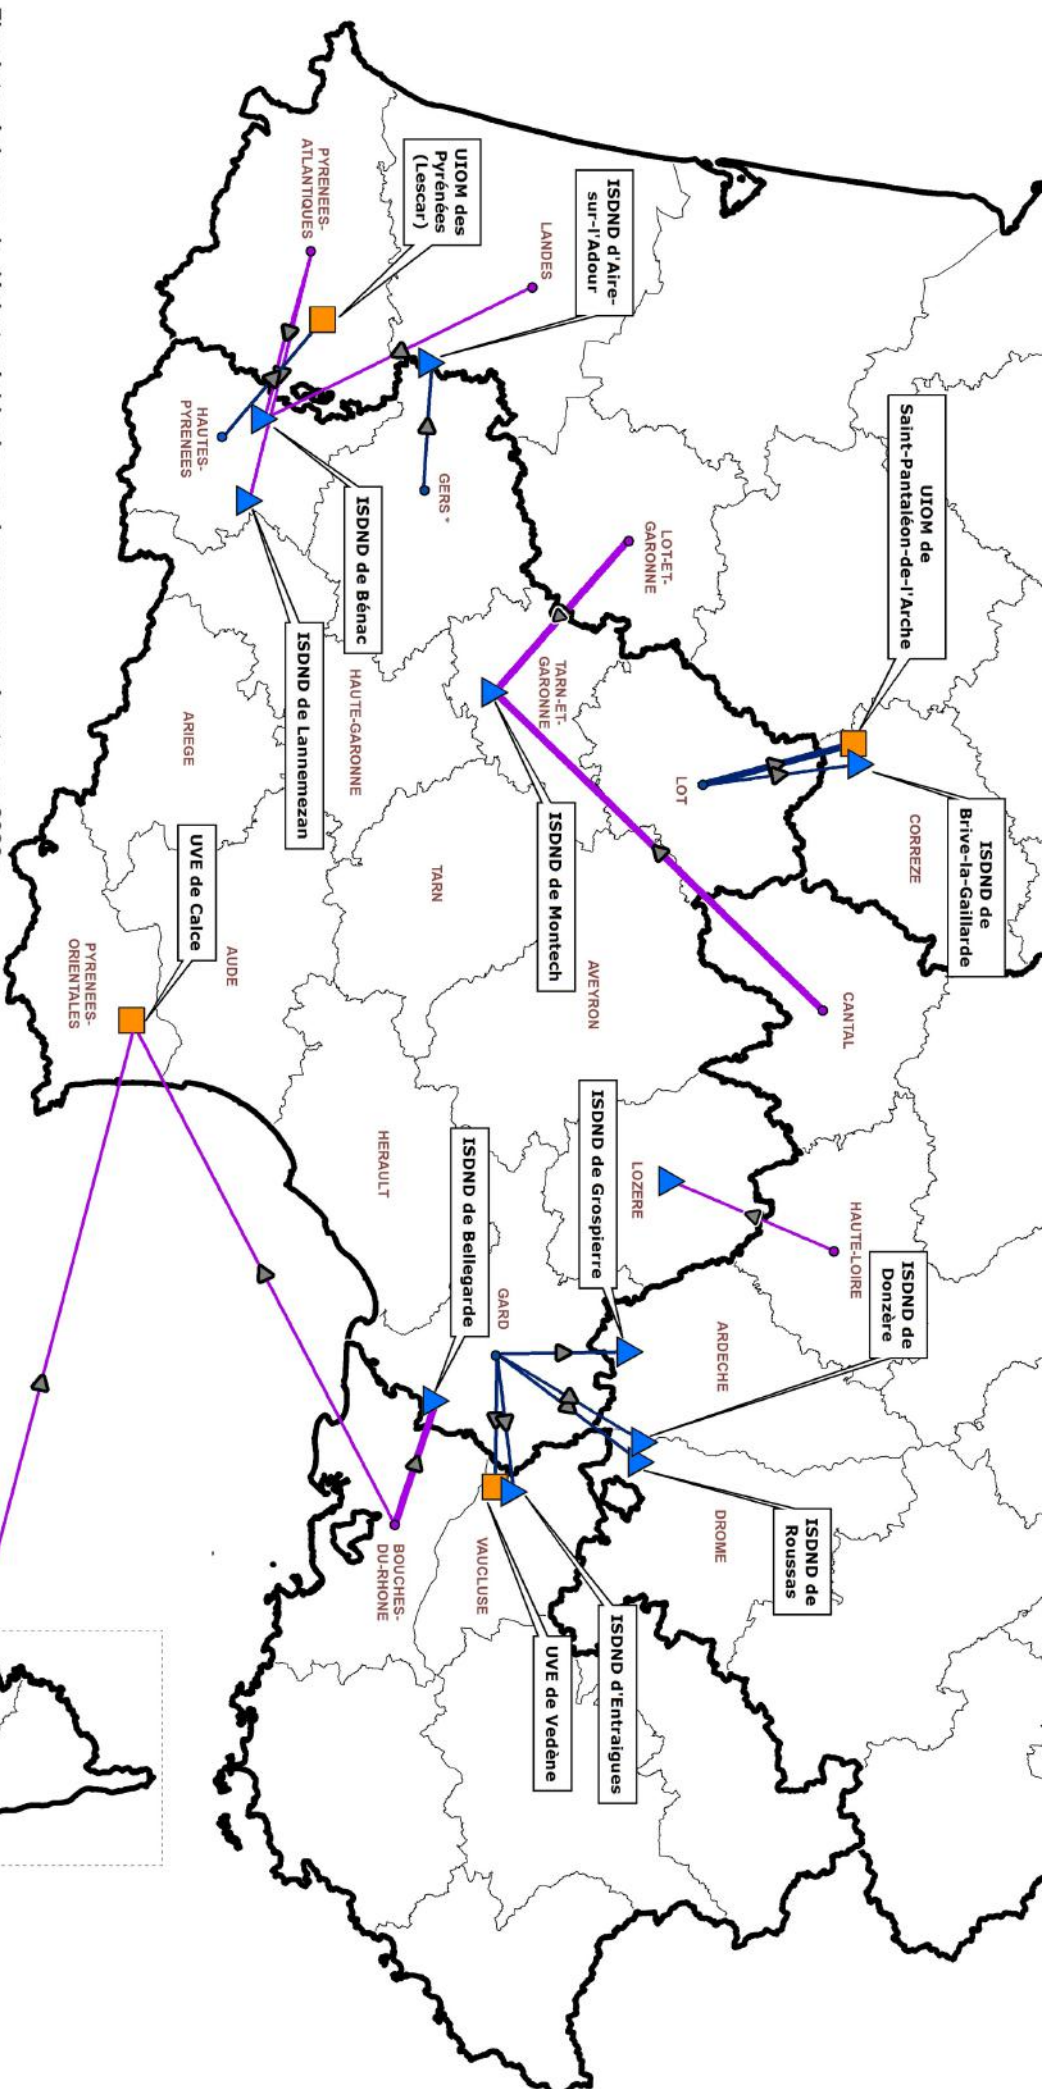 UIOM de
Saint-Pantaléon-de-l'Arche
ISDND de
Brive-la-Gaillarde
CORREZE
CANTAL
HAUTE-LOIRE
ISDND de
Donzère
ISDND de
Roussas
LOT
ARDECHE
DROME
ISDND d'Aire-
sur-l'Adour
LANDES
LOT-ET-
GARONNE
TARN-ET-
GARONNE
ISDND de Montech
AVEYRON
LOZERE
ISDND de Grospierre
ISDND d'Entraigues
UVE de Vedène
UIOM des
Pyrénées
(Lescar)
GERS *
TARN
GARD
ISDND de Bellegarde
VAUCLUSE
PYRENEES-
ATLANTIQUES
ISDND de Bénac
HAUTE-GARONNE
HERAULT
BOUCHES-
DU-RHONE
ISDND de Lannemezan
HAUTES-
PYRENEES
ARIEGE
UVE de Calce
AUDE
PYRENEES-
ORIENTALES